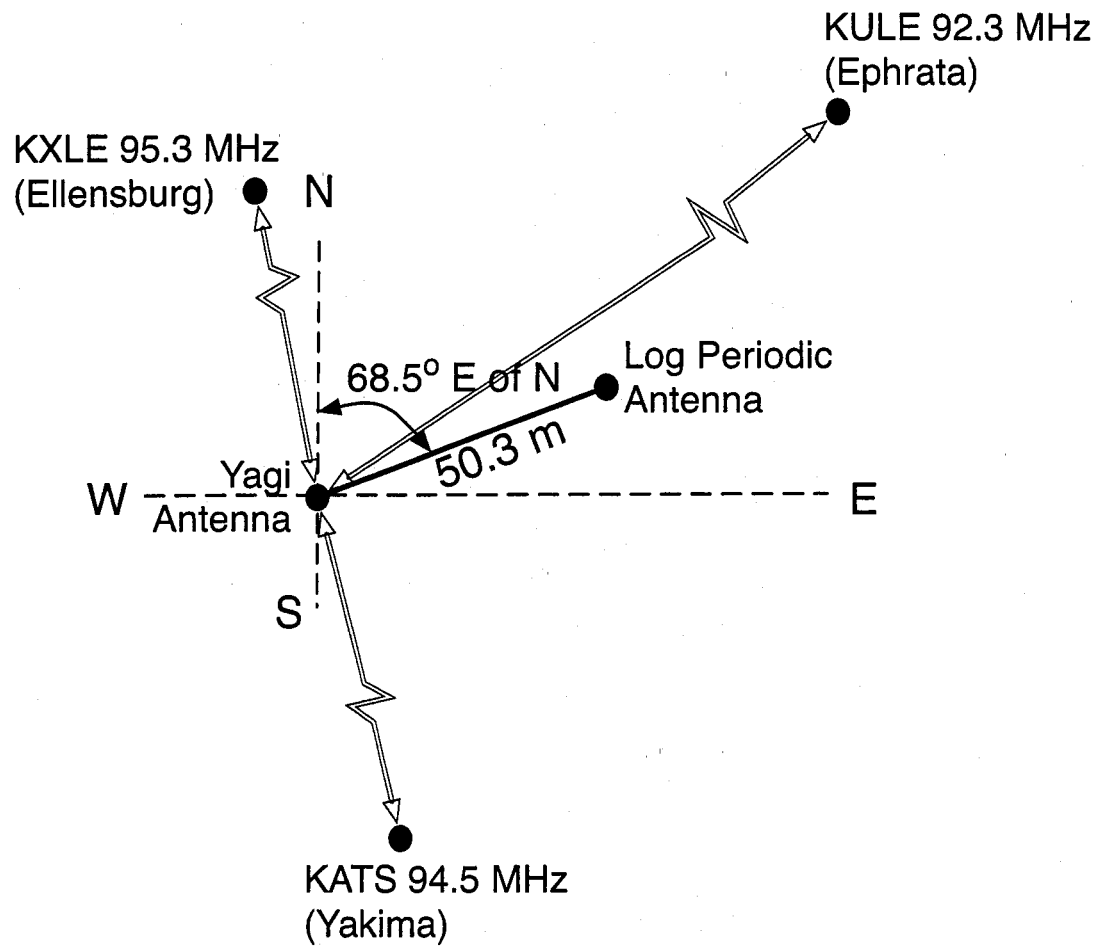 KULE 92.3 MHz
(Ephrata)
KXLE 95.3 MHz
(Ellensburg)
N
Log Periodic
Antenna
68.5° E of N
50.3 m
Yagi
Antenna
W
E
S
KATS 94.5 MHz
(Yakima)